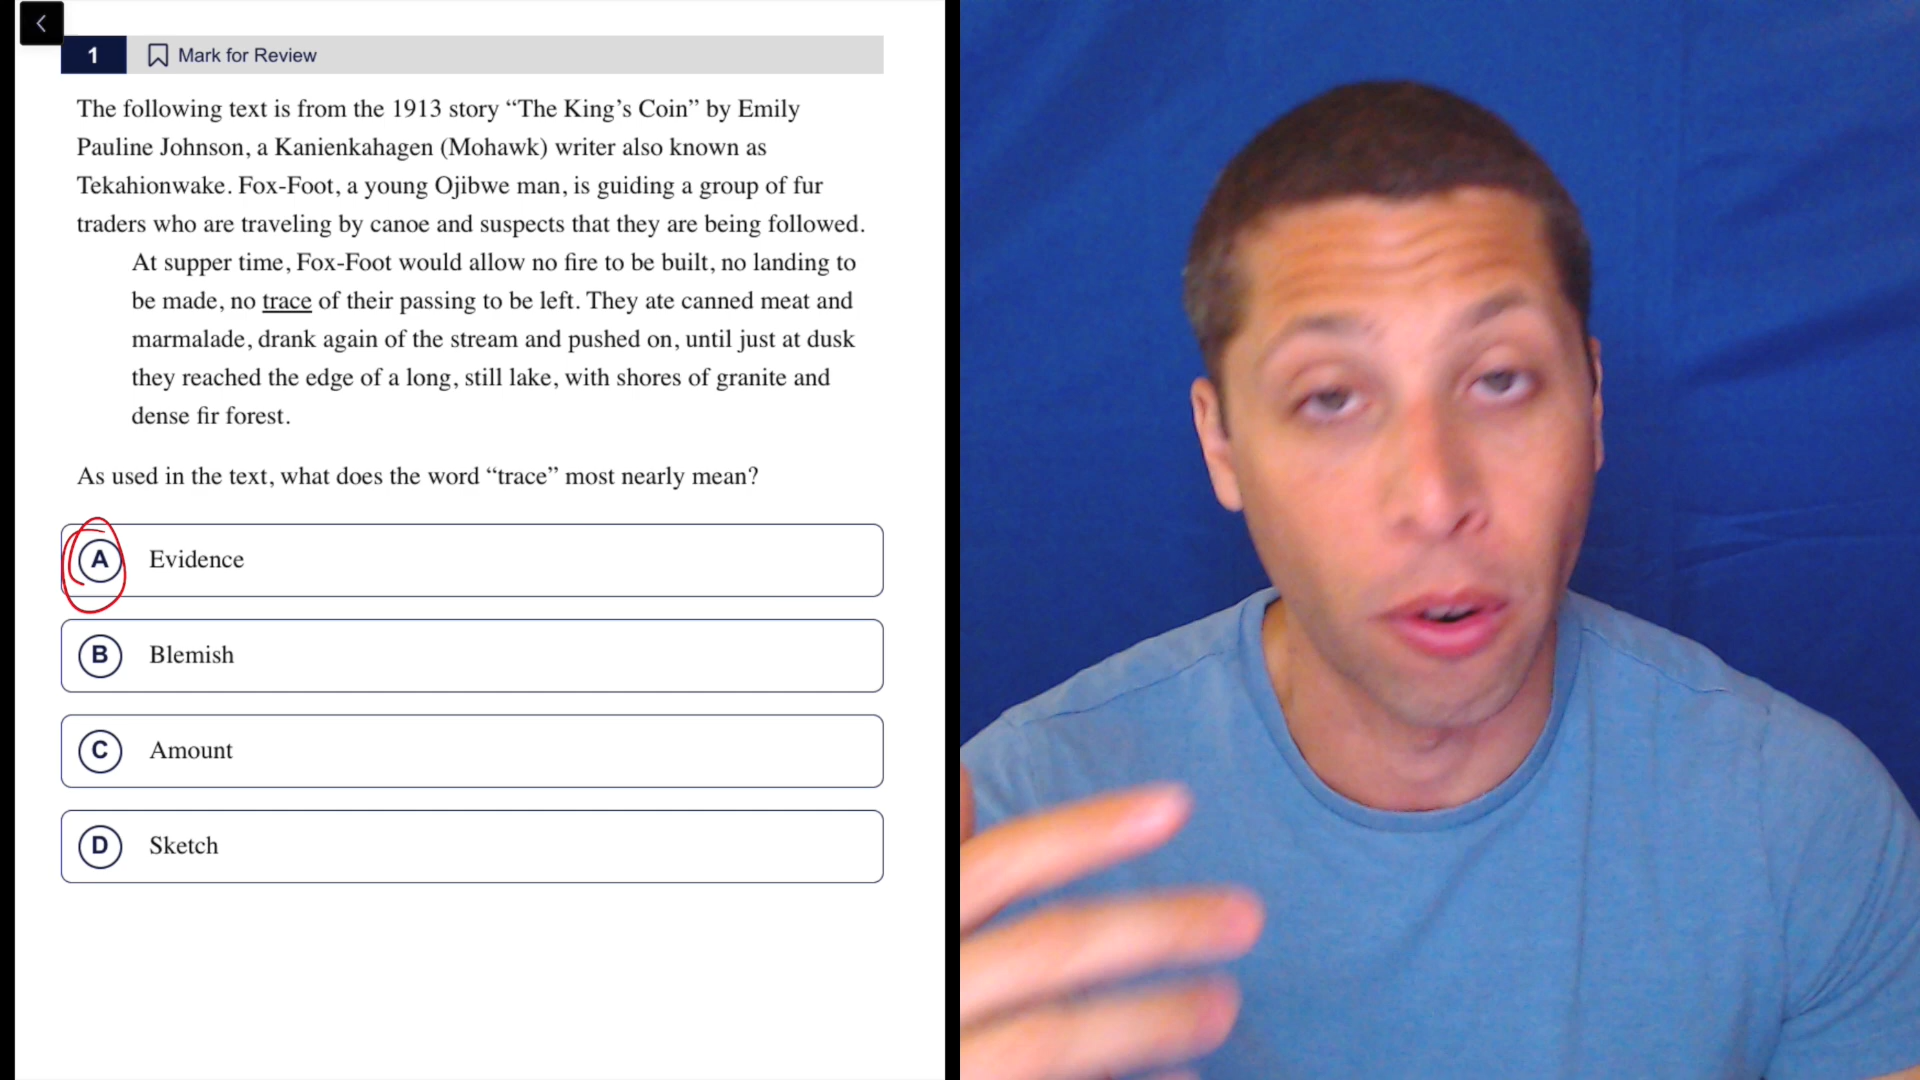 1 Mark for Review
The following text is from the 1913 story “The King’s Coin” by Emily
Pauline Johnson, a Kanienkahagen (Mohawk) writer also known as
Tekahionwake. Fox-Foot, a young Ojibwe man, is guiding a group of fur
traders who are traveling by canoe and suspects that they are being followed.
At supper time, Fox-Foot would allow no fire to be built, no landing to
be made, no trace of their passing to be left. They ate canned meat and
marmalade, drank again of the stream and pushed on, until just at dusk
they reached the edge of a long, still lake, with shores of granite and
dense fir forest.
As used in the text, what does the word “trace” most nearly mean?
A Evidence
B Blemish
C Amount
D Sketch